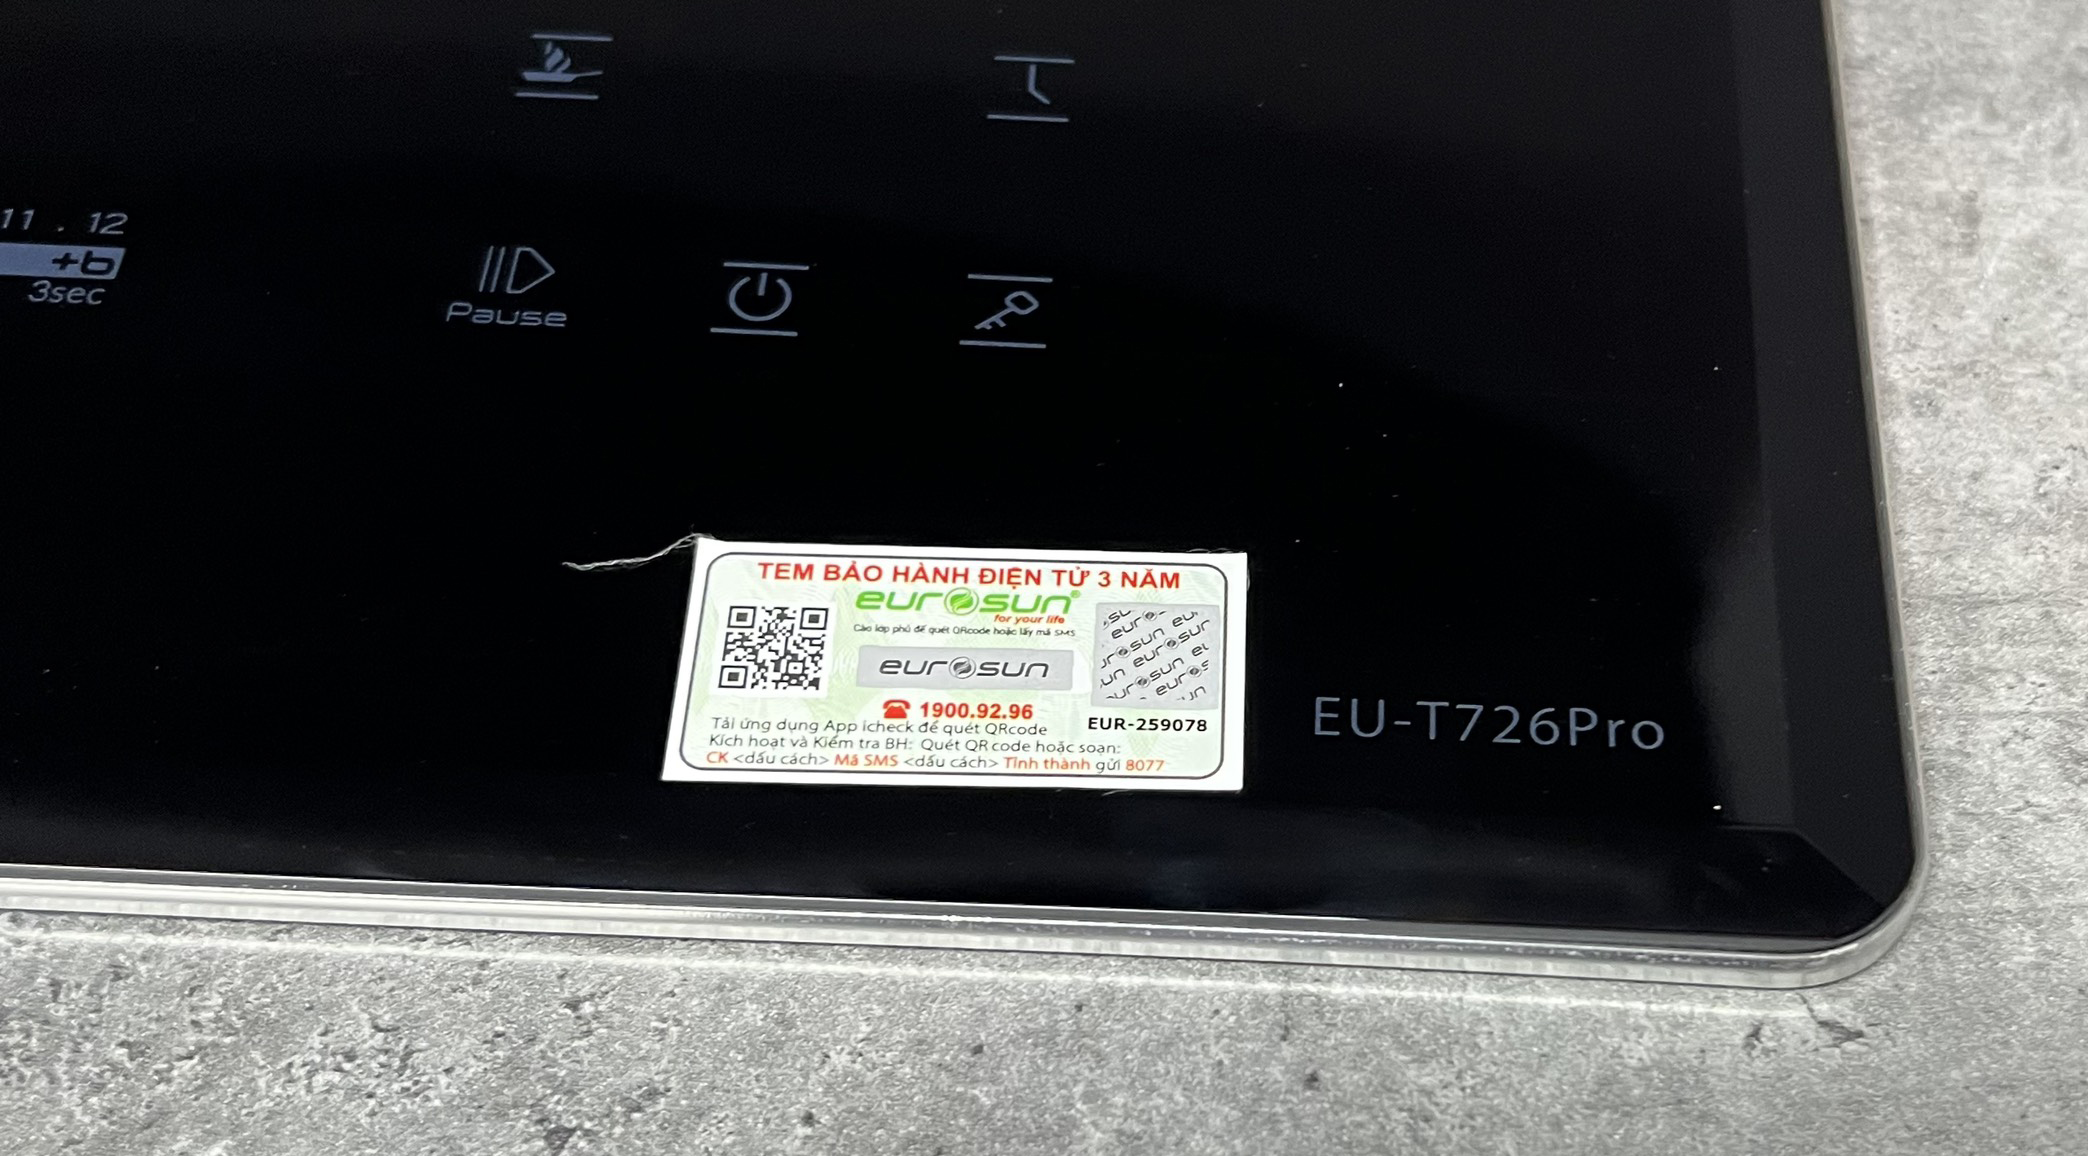 11 . 12
+b
3sec
Pause
TEM BẢO HÀNH ĐIỆN TỬ 3 NĂM
eurosun®
for your life
Cào lớp phủ để quét QRcode hoặc lấy mã SMS
eurosun
1900.92.96
EUR-259078
Tải ứng dụng App icheck để quét QRcode
Kích hoạt và Kiểm tra BH: Quét QR code hoặc soạn:
CK <dấu cách> Mã SMS <dấu cách> Tỉnh thành gửi 8077
EU-T726Pro